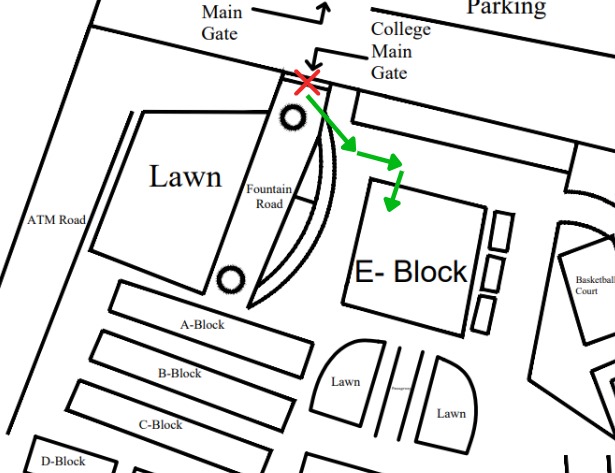 Parking
Main
Gate
College
Main
Gate
Lawn
Fountain
Road
ATM Road
E- Block
Basketball
Court
A-Block
B-Block
C-Block
D-Block
Lawn
Lawn